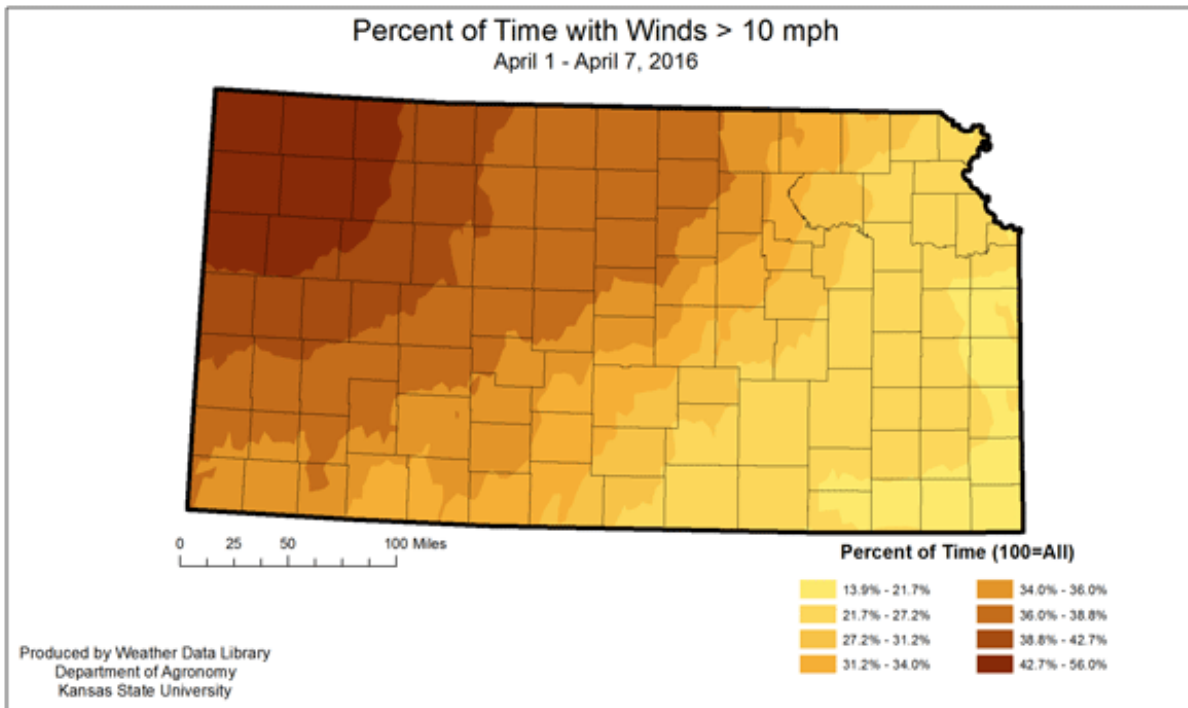 Percent of Time with Winds > 10 mph
April 1 - April 7, 2016
0 25 50 100 Miles
Percent of Time (100=All)
13.9% - 21.7%
21.7% - 27.2%
27.2% - 31.2%
31.2% - 34.0%
34.0% - 36.0%
36.0% - 38.8%
38.8% - 42.7%
42.7% - 56.0%
Produced by Weather Data Library
Department of Agronomy
Kansas State University